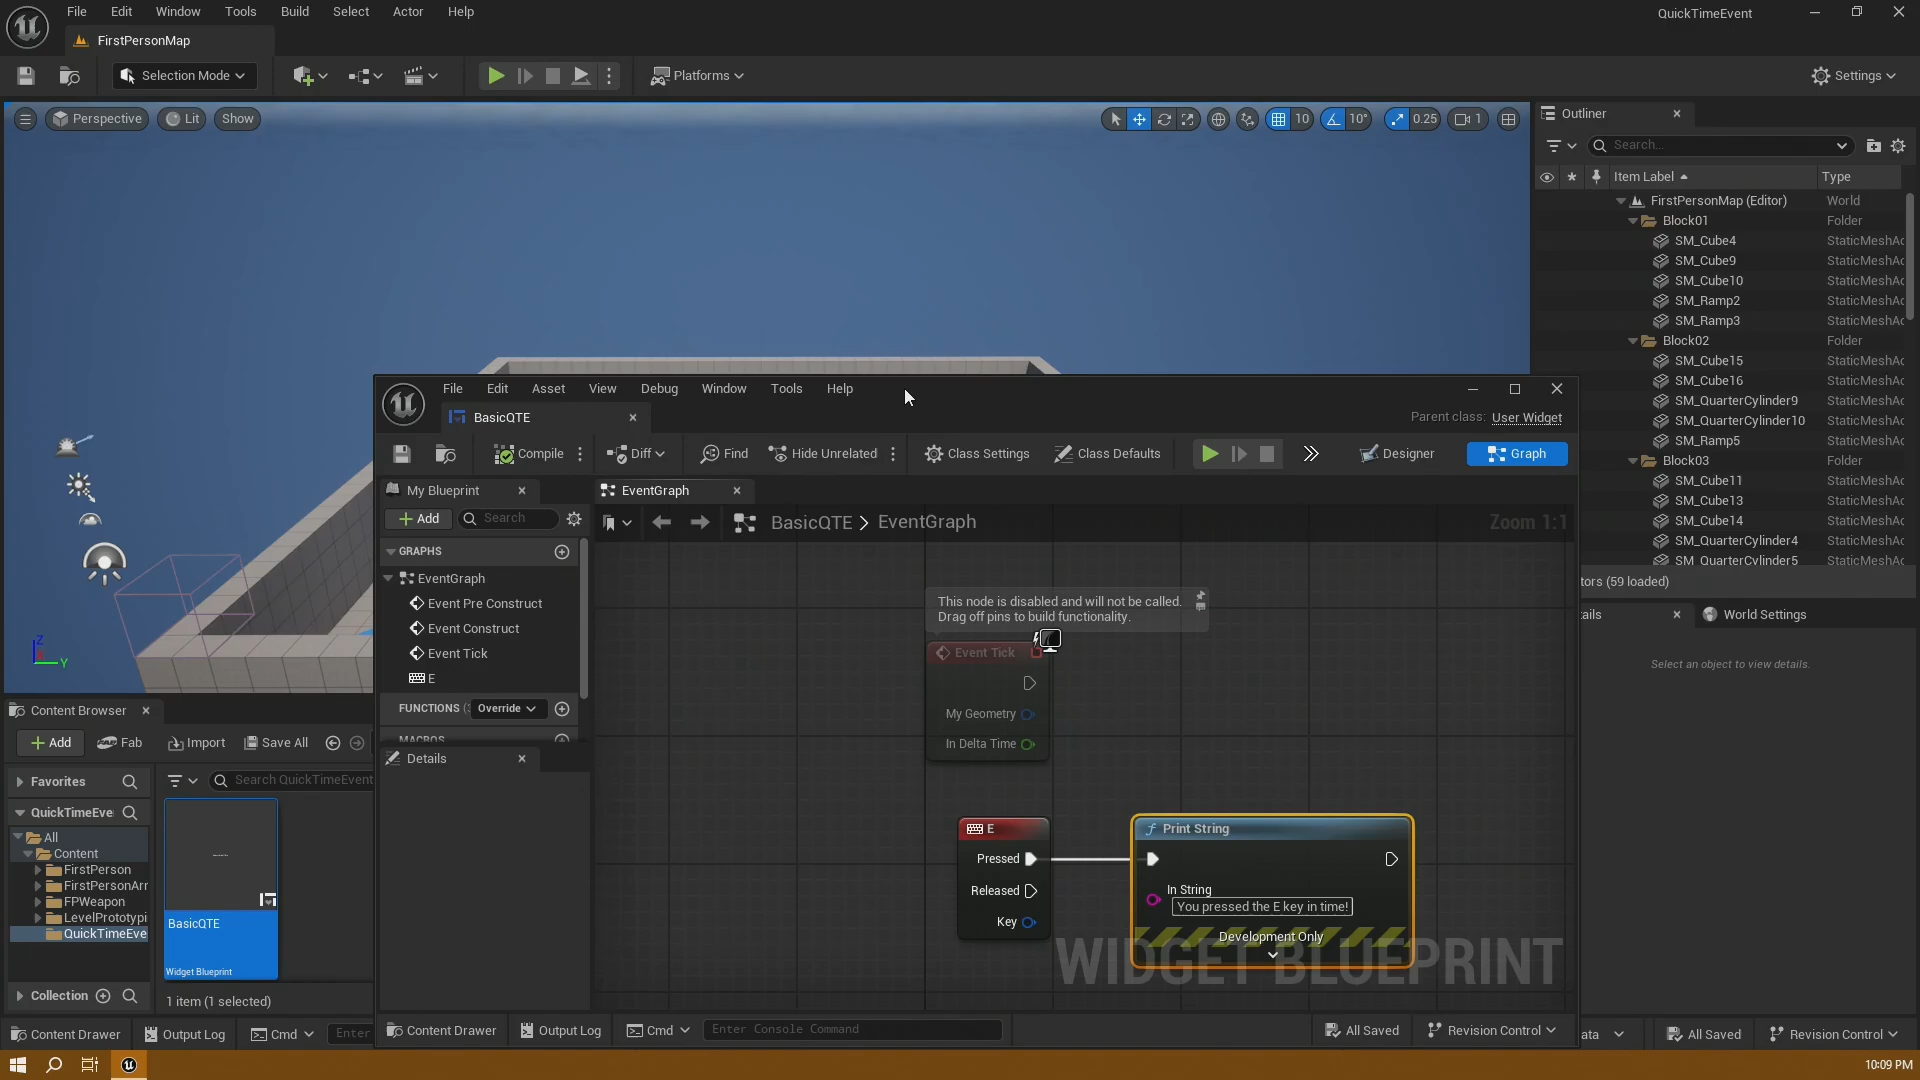 File Edit Window Tools Build Select Actor Help
QuickTimeEvent
FirstPersonMap
Selection Mode
Platforms
Settings
Perspective
Lit
Show
10
10°
0.25
1
Outliner
Search...
Item Label
Type
FirstPersonMap (Editor) World
Block01 Folder
SM_Cube4 StaticMeshAc
SM_Cube9 StaticMeshAc
SM_Cube10 StaticMeshAc
SM_Ramp2 StaticMeshAc
SM_Ramp3 StaticMeshAc
Block02 Folder
SM_Cube15 StaticMeshAc
SM_Cube16 StaticMeshAc
SM_QuarterCylinder9 StaticMeshAc
SM_QuarterCylinder10 StaticMeshAc
SM_Ramp5 StaticMeshAc
Block03 Folder
SM_Cube11 StaticMeshAc
SM_Cube13 StaticMeshAc
SM_Cube14 StaticMeshAc
SM_QuarterCylinder4 StaticMeshAc
SM_QuarterCylinder5 StaticMeshAc
tors (59 loaded)
ails
World Settings
Select an object to view details.
File Edit Asset View Debug Window Tools Help
BasicQTE
Parent class: User Widget
Compile
Diff
Find
Hide Unrelated
Class Settings
Class Defaults
Designer
Graph
My Blueprint
Add
Search
GRAPHS
EventGraph
Event Pre Construct
Event Construct
Event Tick
E
FUNCTIONS (
Override
MACROS
Details
EventGraph
BasicQTE > EventGraph
Zoom 1:1
This node is disabled and will not be called.
Drag off pins to build functionality.
Event Tick
My Geometry
In Delta Time
E
Pressed
Released
Key
Print String
In String
You pressed the E key in time!
Development Only
WIDGET BLUEPRINT
Z
Y
Content Browser
Add
Fab
Import
Save All
Favorites
Search QuickTimeEvent
QuickTimeEve
All
Content
FirstPerson
FirstPersonArr
FPWeapon
LevelPrototypi
QuickTimeEve
Collection
BasicQTE
Widget Blueprint
1 item (1 selected)
Content Drawer
Output Log
Cmd
Enter
Content Drawer
Output Log
Cmd
Enter Console Command
All Saved
Revision Control
ata
All Saved
Revision Control
10:09 PM